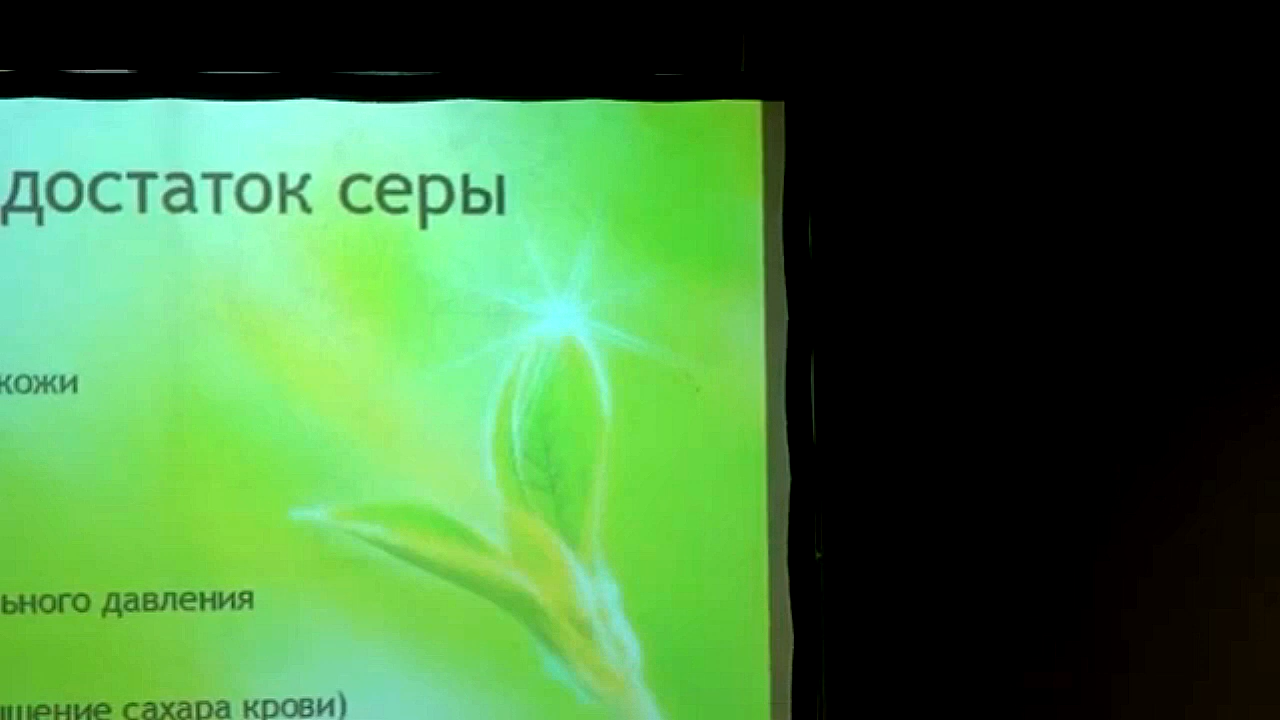 достаток серы
кожи
ьного давления
шение сахара крови)